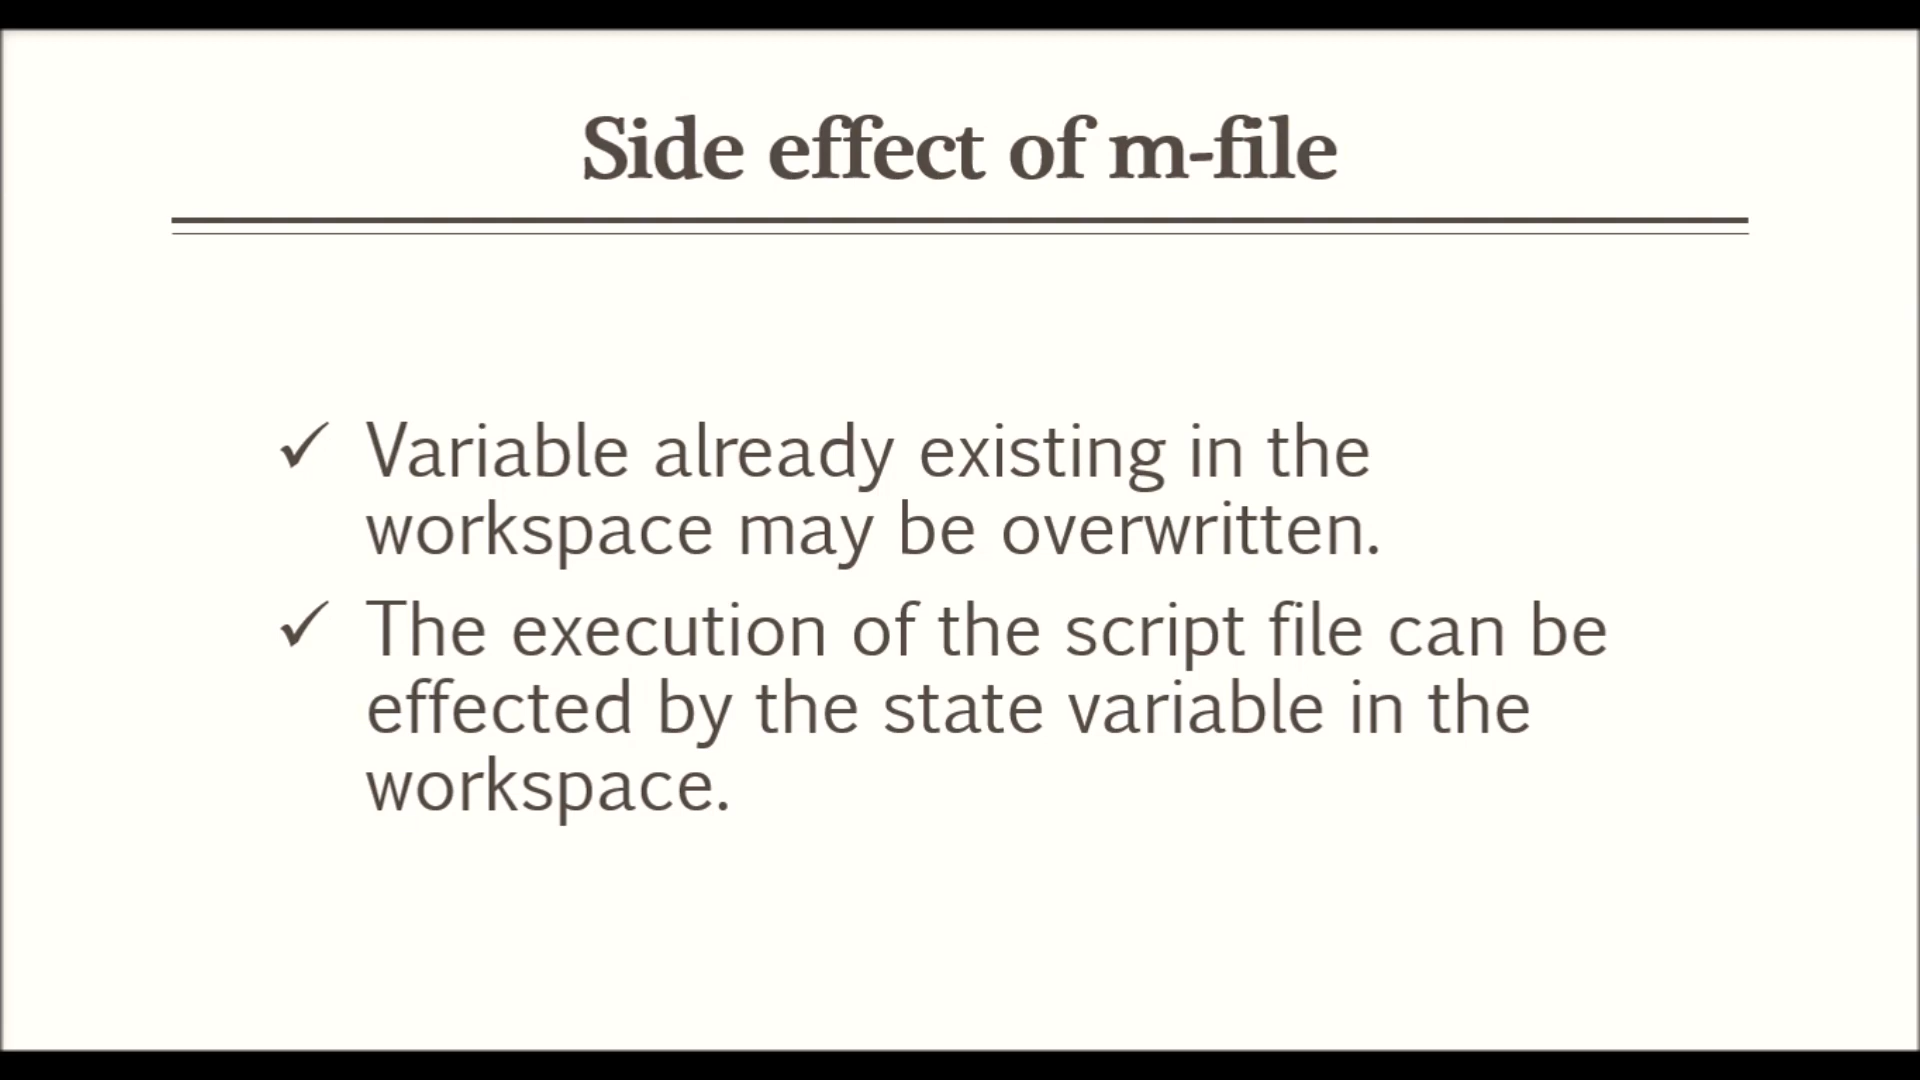 Side effect of m-file
✓ Variable already existing in the
workspace may be overwritten.
✓ The execution of the script file can be
effected by the state variable in the
workspace.